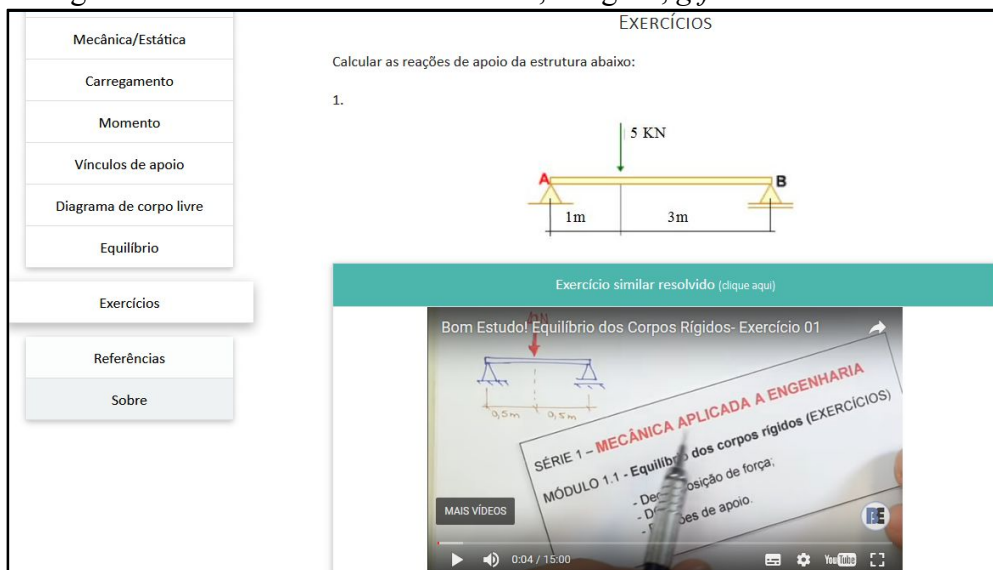 Mecânica/Estática
Carregamento
Momento
Vínculos de apoio
Diagrama de corpo livre
Equilíbrio
Exercícios
Referências
Sobre
EXERCÍCIOS
Calcular as reações de apoio da estrutura abaixo:
1.
5 KN
A
B
1m
3m
Exercício similar resolvido (clique aqui)
Bom Estudo! Equilíbrio dos Corpos Rígidos- Exercício 01
0,5m
0,5m
SÉRIE 1 – MECÂNICA APLICADA A ENGENHARIA
MÓDULO 1.1 - Equilíbrio dos corpos rígidos (EXERCÍCIOS)
de força;
de apoio.
MAIS VÍDEOS
0:04 / 15:00
YouTube